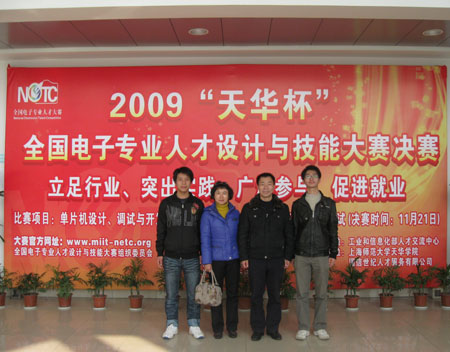 NETC
全国电子专业人才大赛
2009 “天华杯”
全国电子专业人才设计与技能大赛决赛
立足行业、突出 践 广 参与 促进就业
比赛项目：单片机设计、调试与开 试（决赛时间：11月21日）
大赛官方网址：www.miit-netc.org
全国电子专业人才设计与技能大赛组织委员会
工业和信息化部人才交流中心
上海师范大学天华学院
信世纪人才服务有限公司